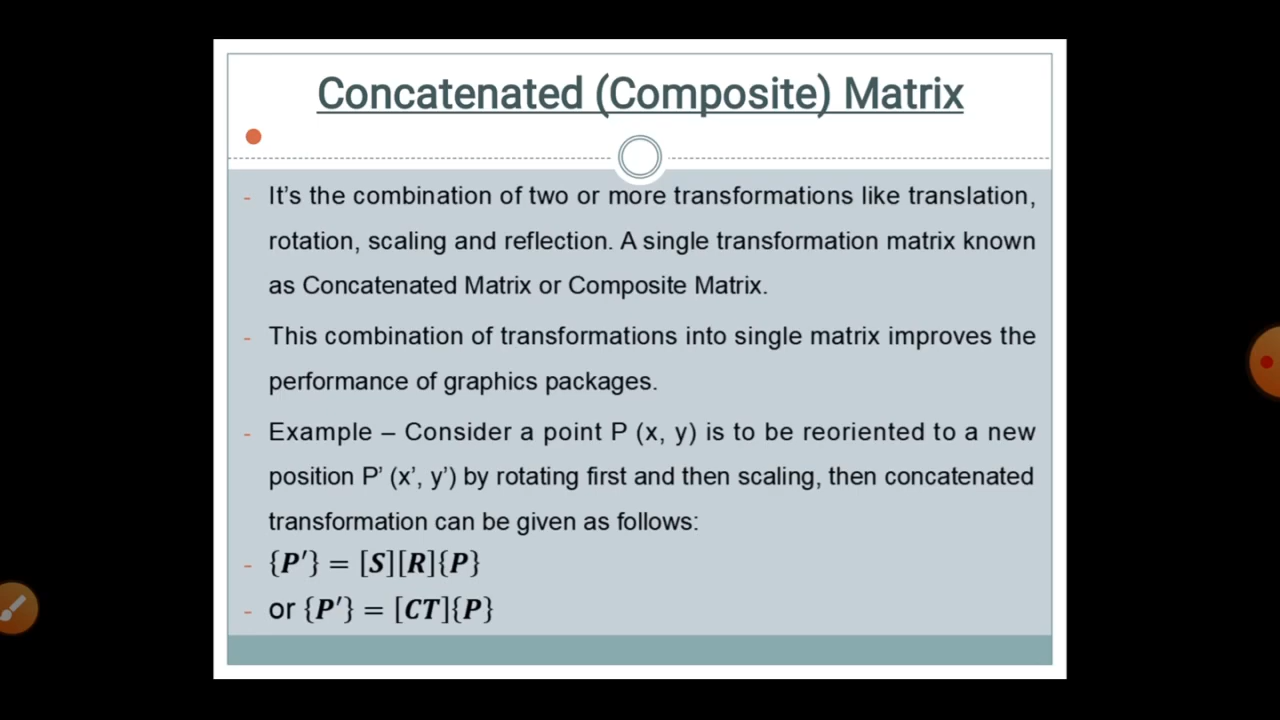 Concatenated (Composite) Matrix
- It's the combination of two or more transformations like translation,
rotation, scaling and reflection. A single transformation matrix known
as Concatenated Matrix or Composite Matrix.
- This combination of transformations into single matrix improves the
performance of graphics packages.
- Example – Consider a point P (x, y) is to be reoriented to a new
position P' (x', y') by rotating first and then scaling, then concatenated
transformation can be given as follows:
- {P′} = [S][R]{P}
- or {P′} = [CT]{P}